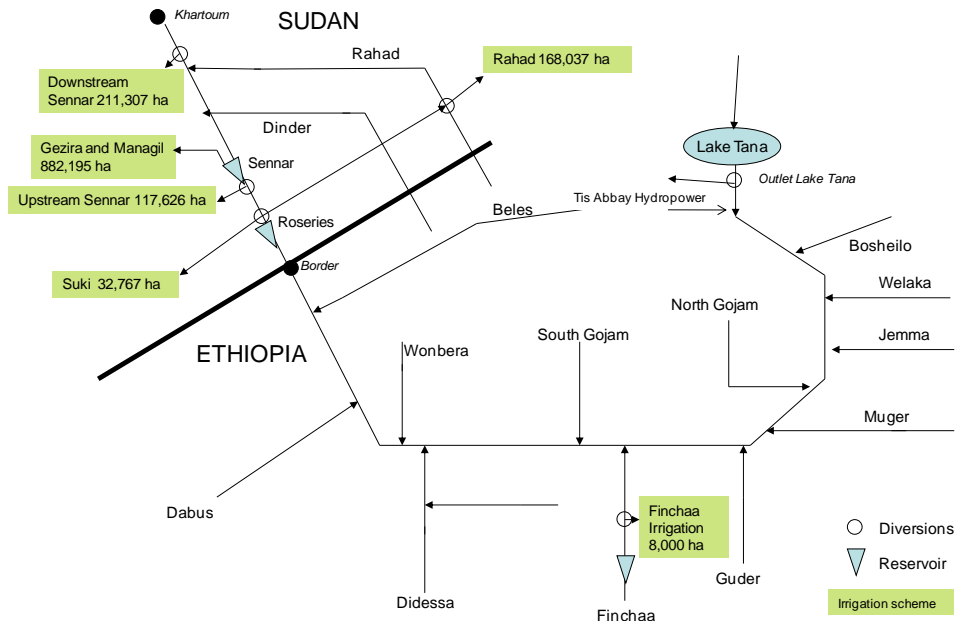 Khartoum
SUDAN
Rahad
Rahad 168,037 ha
Downstream
Sennar 211,307 ha
Dinder
Gezira and Managil
882,195 ha
Sennar
Lake Tana
Outlet Lake Tana
Upstream Sennar 117,626 ha
Tis Abbay Hydropower
Beles
Roseries
Bosheilo
Border
Suki 32,767 ha
Welaka
North Gojam
ETHIOPIA
Wonbera
South Gojam
Jemma
Muger
Dabus
Finchaa
Irrigation
8,000 ha
Diversions
Reservoir
Guder
Didessa
Finchaa
Irrigation scheme